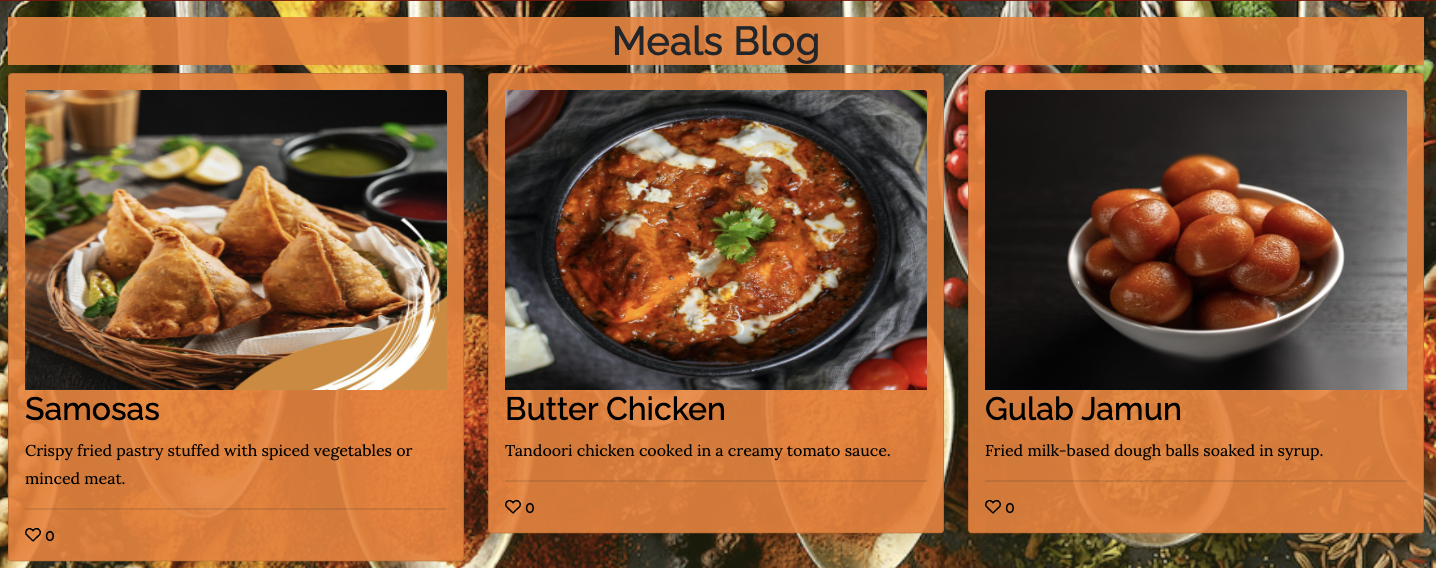 Meals Blog
Samosas
Crispy fried pastry stuffed with spiced vegetables or
minced meat.
0
Butter Chicken
Tandoori chicken cooked in a creamy tomato sauce.
0
Gulab Jamun
Fried milk-based dough balls soaked in syrup.
0